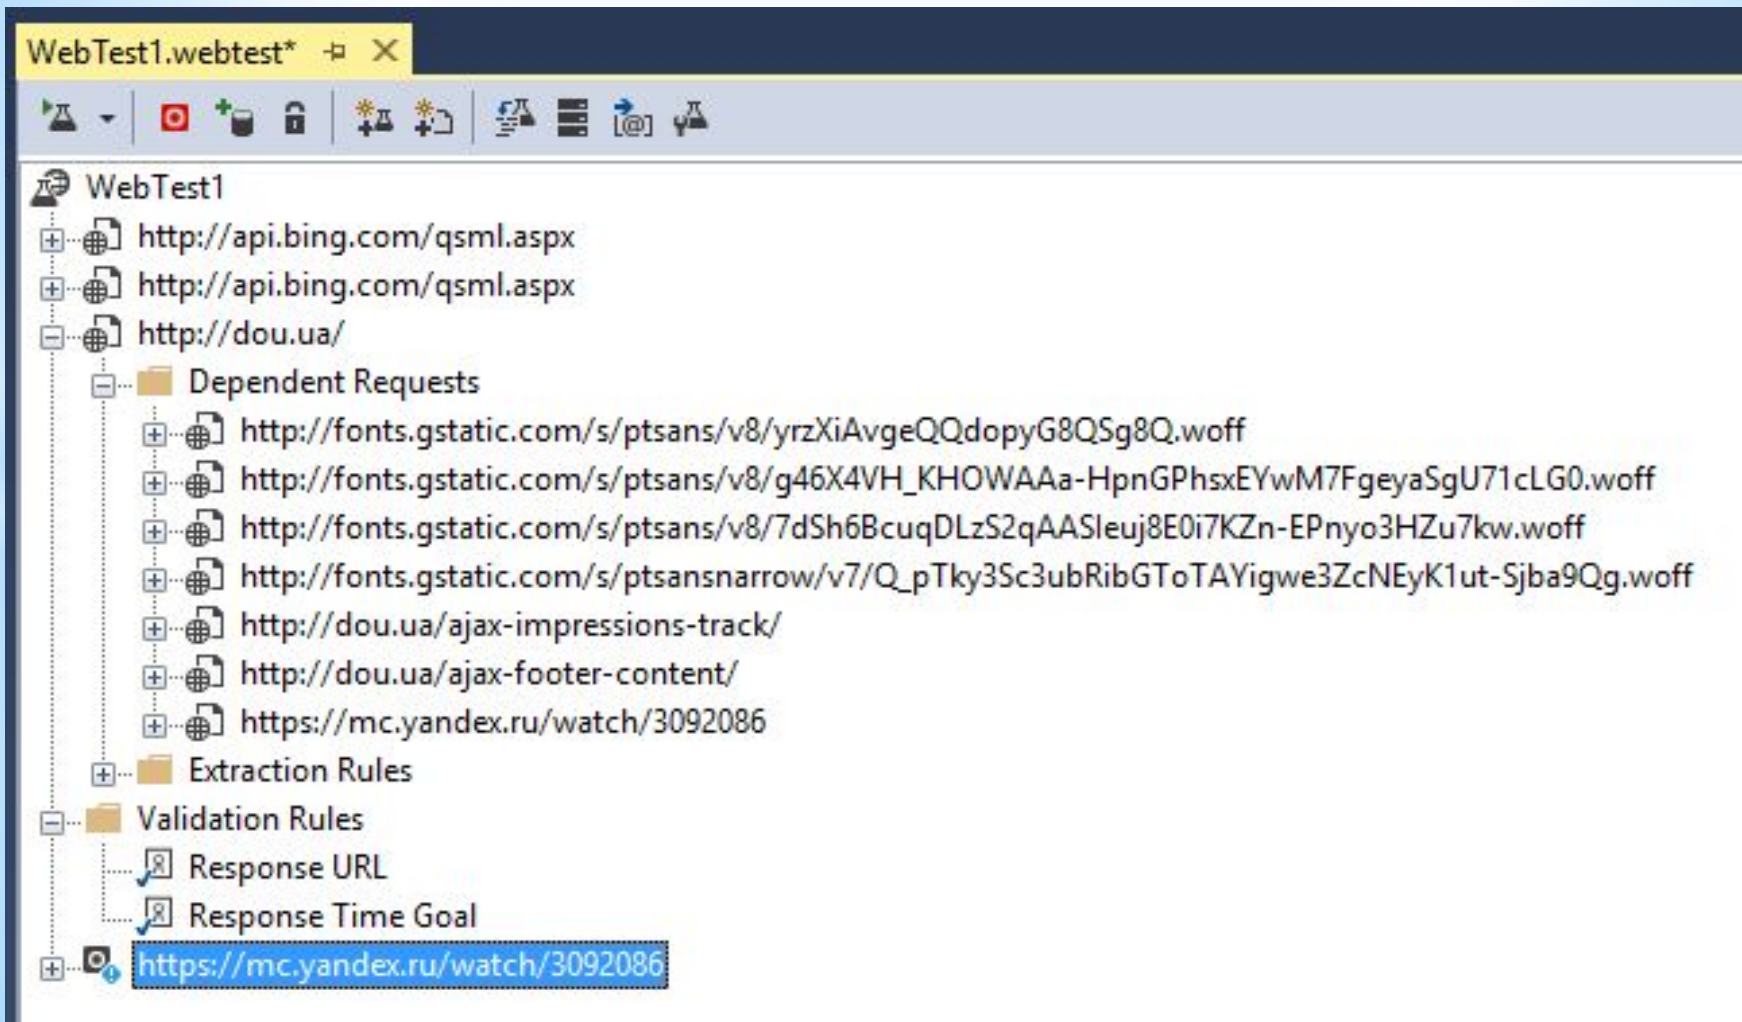 WebTest1.webtest*
WebTest1
http://api.bing.com/qsml.aspx
http://api.bing.com/qsml.aspx
http://dou.ua/
Dependent Requests
http://fonts.gstatic.com/s/ptsans/v8/yrzXiAvgeQQdopyG8QSg8Q.woff
http://fonts.gstatic.com/s/ptsans/v8/g46X4VH_KHOWAAa-HpnGPhsxEYwM7FgeyaSgU71cLG0.woff
http://fonts.gstatic.com/s/ptsans/v8/7dSh6BcuqDLzS2qAASIeuj8E0i7KZn-EPnyo3HZu7kw.woff
http://fonts.gstatic.com/s/ptsansnarrow/v7/Q_pTky3Sc3ubRibGToTAYigwe3ZcNEyK1ut-Sjba9Qg.woff
http://dou.ua/ajax-impressions-track/
http://dou.ua/ajax-footer-content/
https://mc.yandex.ru/watch/3092086
Extraction Rules
Validation Rules
Response URL
Response Time Goal
https://mc.yandex.ru/watch/3092086